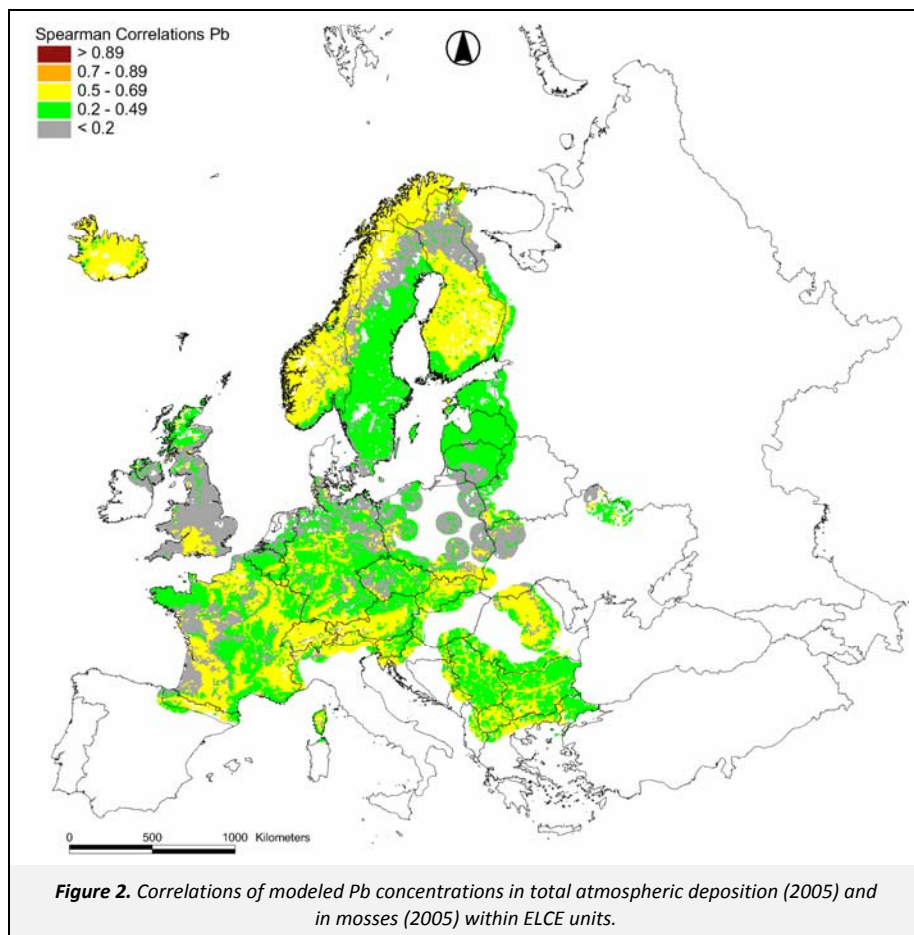 Spearman Correlations Pb
> 0.89
0.7 - 0.89
0.5 - 0.69
0.2 - 0.49
< 0.2
0 500 1000 Kilometers
Figure 2. Correlations of modeled Pb concentrations in total atmospheric deposition (2005) and
in mosses (2005) within ELCE units.